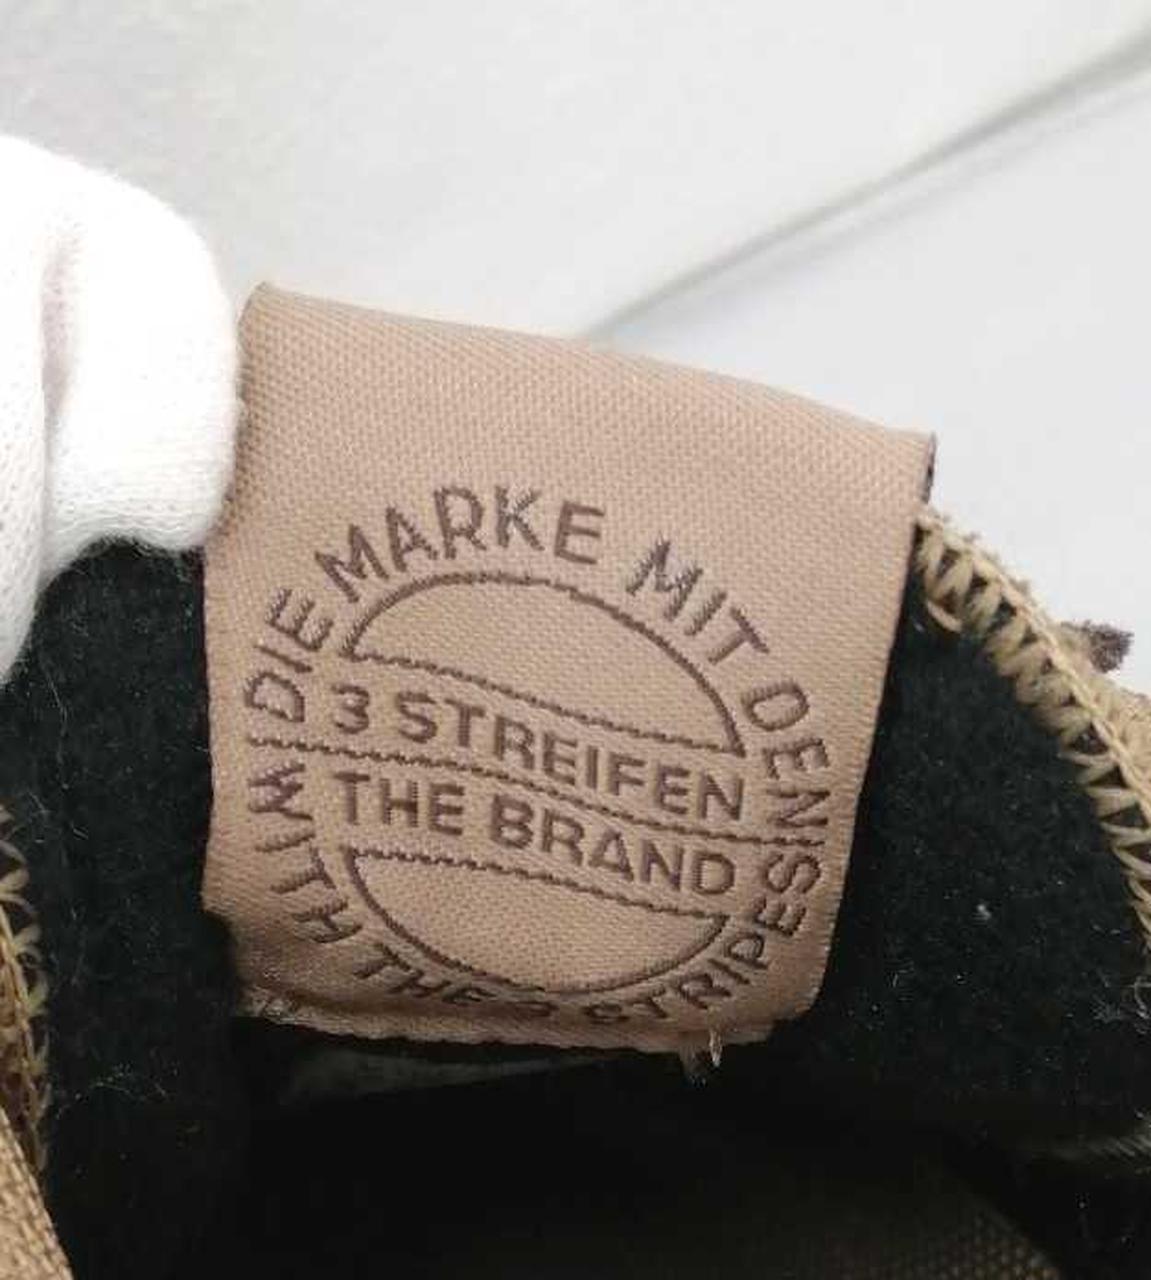 DIE MARKE MIT DEN
3 STREIFEN
THE BRAND
WITH THE 3 STRIPES